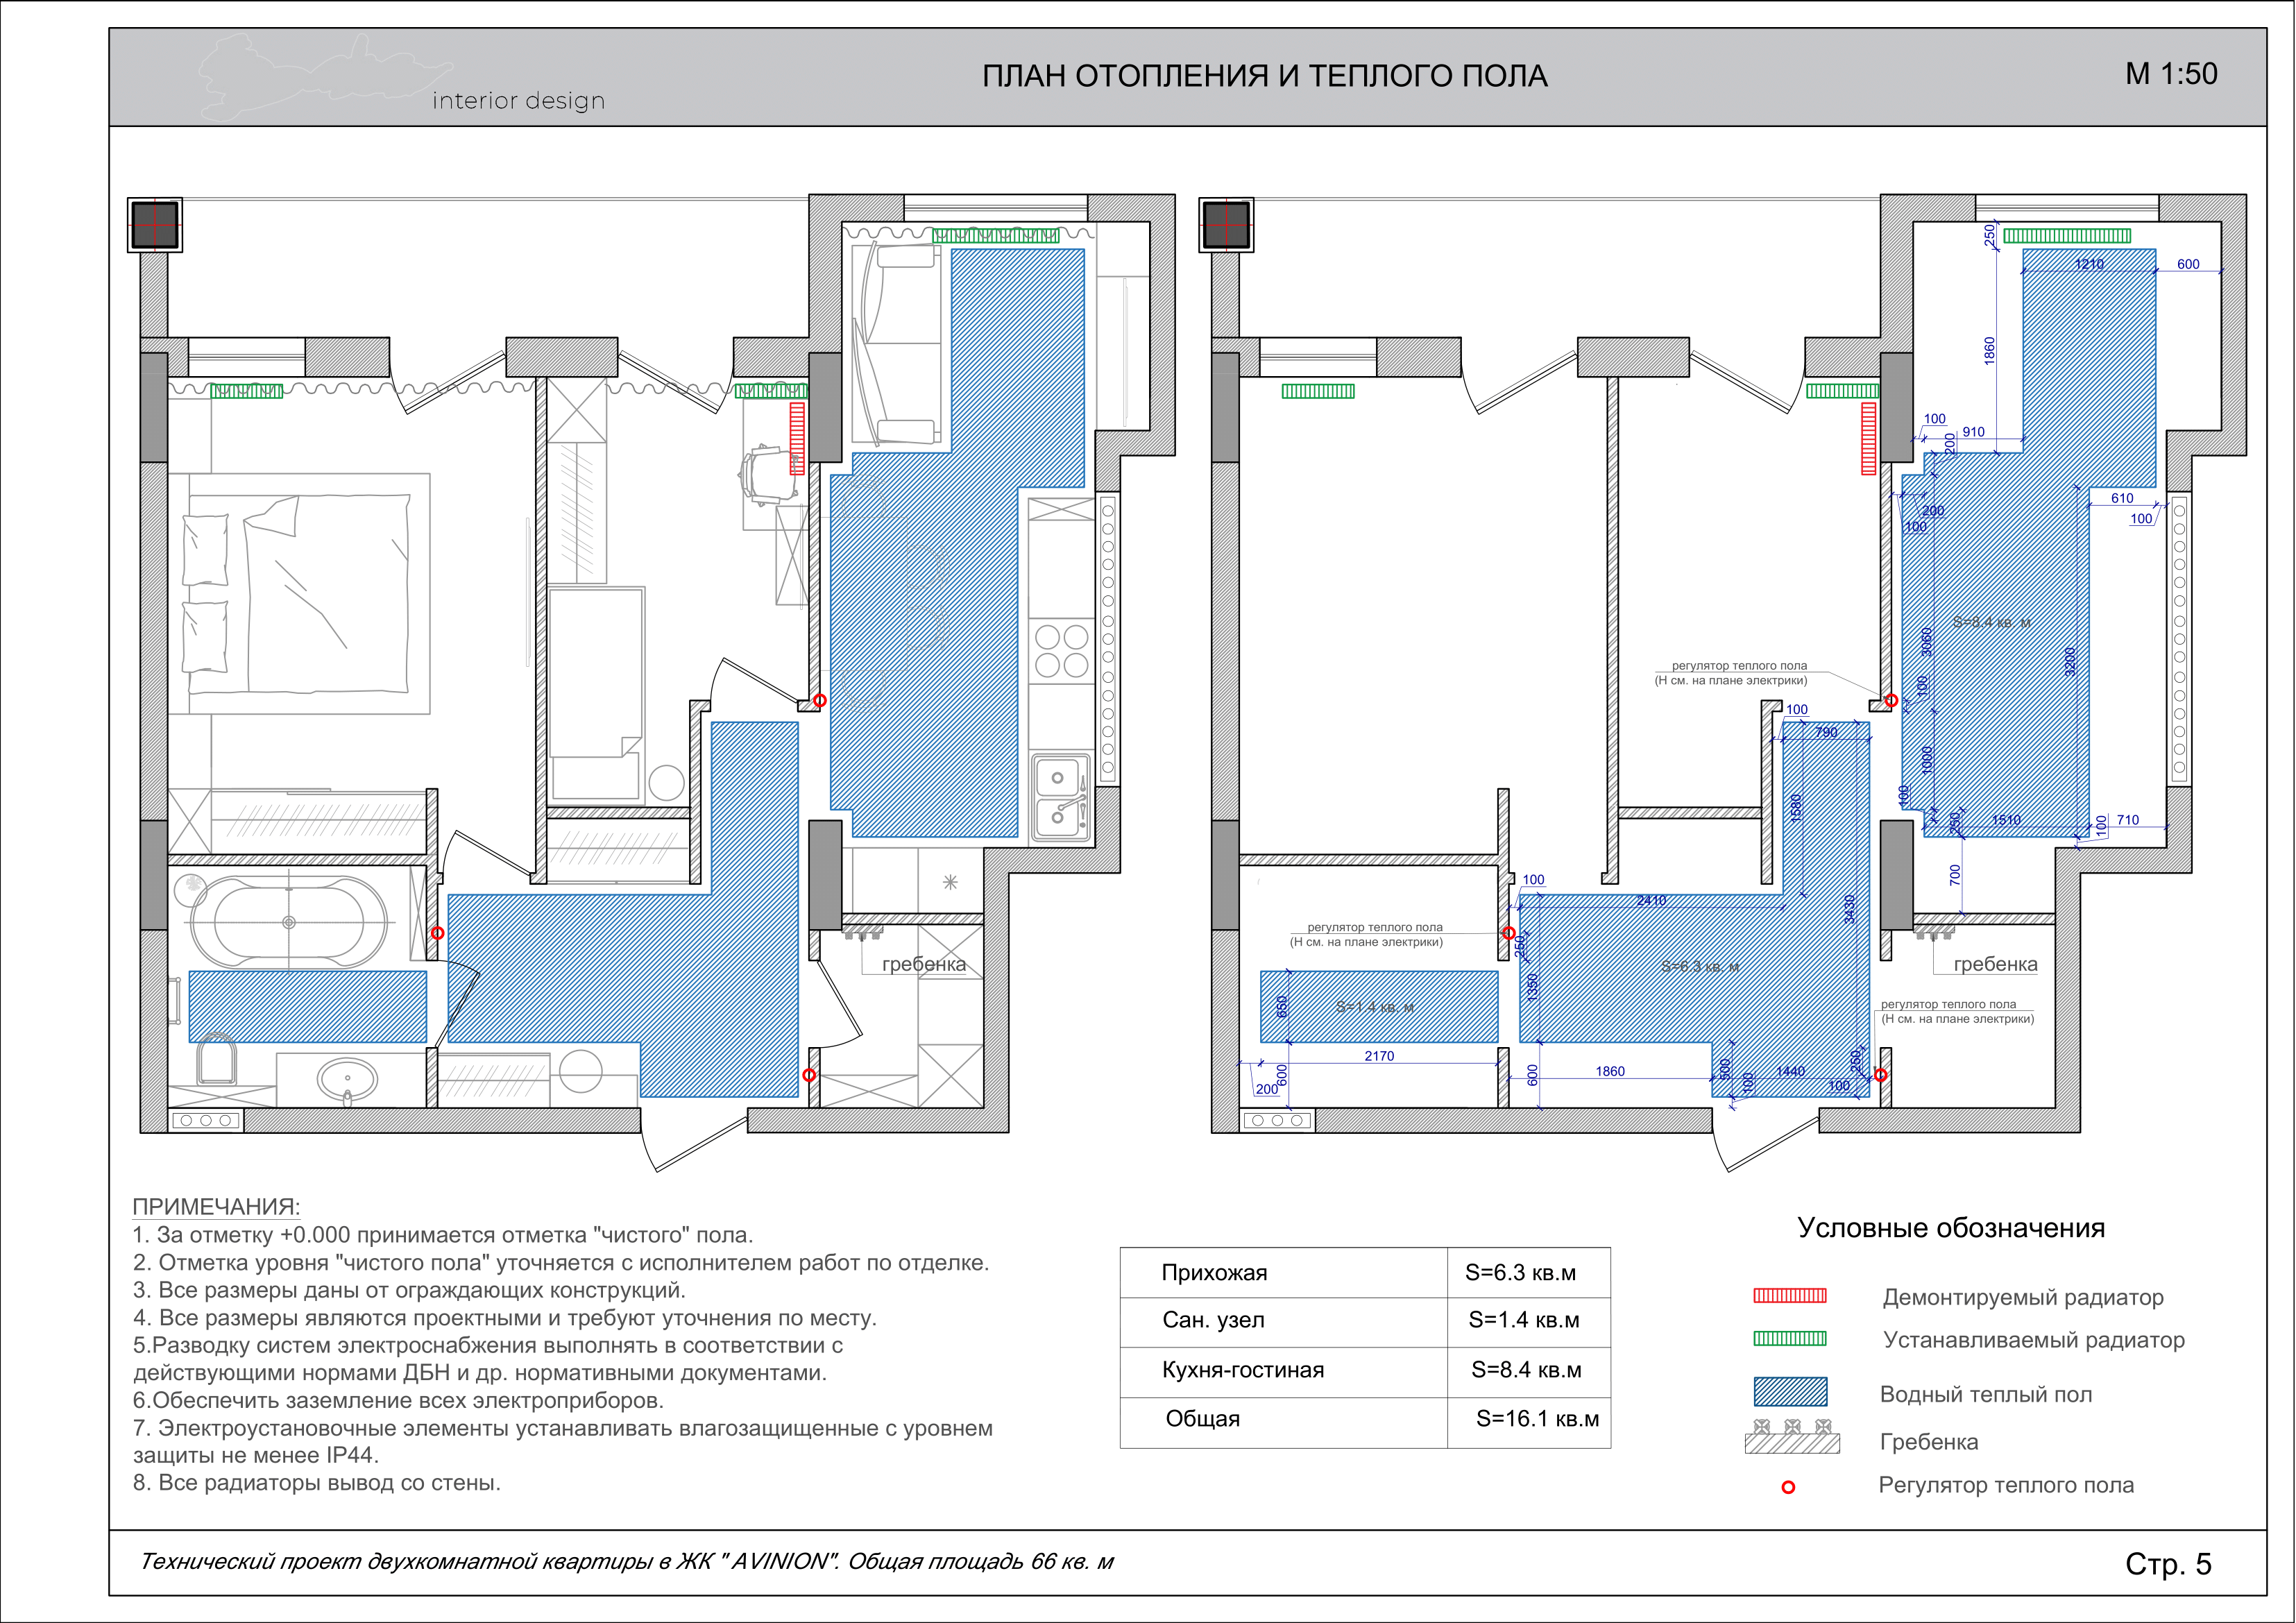 interior design
ПЛАН ОТОПЛЕНИЯ И ТЕПЛОГО ПОЛА
М 1:50
гребенка
250
1210
600
1860
100
910
200
610
100
200
100
S=8.4 кв. м
3060
3200
регулятор теплого пола
(Н см. на плане электрики)
100
100
790
1000
1580
100
250
1510
100
710
700
100
2410
3430
регулятор теплого пола
(Н см. на плане электрики)
250
S=6.3 кв. м
гребенка
1350
650
S=1.4 кв. м
регулятор теплого пола
(Н см. на плане электрики)
2170
200
600
600
1860
500
100
1440
250
100
ПРИМЕЧАНИЯ:
1. За отметку +0.000 принимается отметка "чистого" пола.
2. Отметка уровня "чистого пола" уточняется с исполнителем работ по отделке.
3. Все размеры даны от ограждающих конструкций.
4. Все размеры являются проектными и требуют уточнения по месту.
5.Разводку систем электроснабжения выполнять в соответствии с
действующими нормами ДБН и др. нормативными документами.
6.Обеспечить заземление всех электроприборов.
7. Электроустановочные элементы устанавливать влагозащищенные с уровнем
защиты не менее IP44.
8. Все радиаторы вывод со стены.
Прихожая S=6.3 кв.м
Сан. узел S=1.4 кв.м
Кухня-гостиная S=8.4 кв.м
Общая S=16.1 кв.м
Условные обозначения
Демонтируемый радиатор
Устанавливаемый радиатор
Водный теплый пол
Гребенка
Регулятор теплого пола
Технический проект двухкомнатной квартиры в ЖК " AVINION". Общая площадь 66 кв. м
Стр. 5